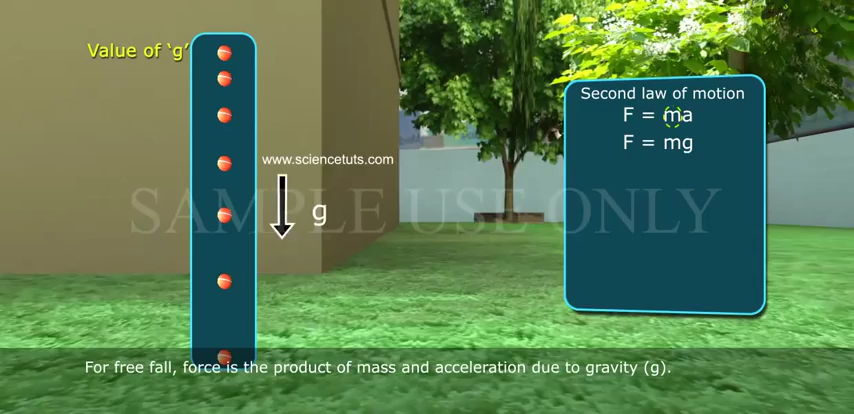 Value of ‘g’
Second law of motion
F = ma
F = mg
www.sciencetuts.com
g
SAMPLE USE ONLY
For free fall, force is the product of mass and acceleration due to gravity (g).